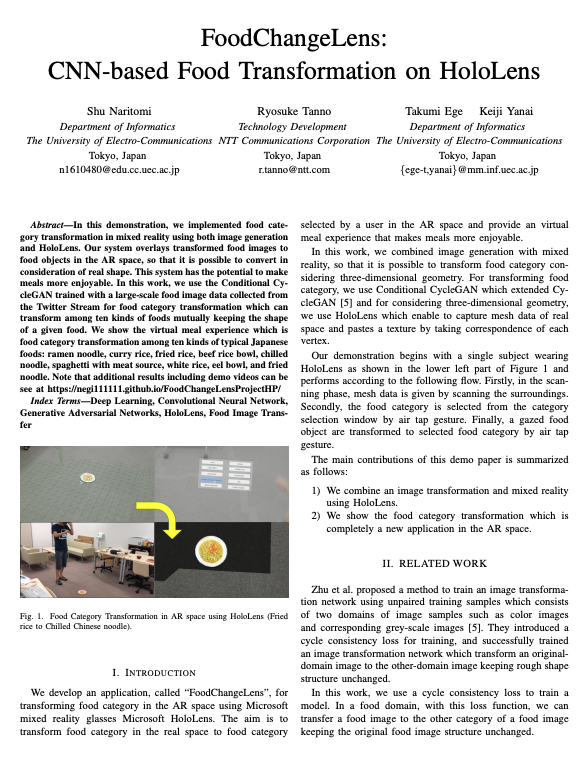 FoodChangeLens:
CNN-based Food Transformation on HoloLens
Shu Naritomi
Department of Informatics
The University of Electro-Communications
Tokyo, Japan
n1610480@edu.cc.uec.ac.jp
Ryosuke Tanno
Technology Development
NTT Communications Corporation
Tokyo, Japan
r.tanno@ntt.com
Takumi Ege Keiji Yanai
Department of Informatics
The University of Electro-Communications
Tokyo, Japan
{ege-t,yanai}@mm.inf.uec.ac.jp
Abstract—In this demonstration, we implemented food cate-
gory transformation in mixed reality using both image generation
and HoloLens. Our system overlays transformed food images to
food objects in the AR space, so that it is possible to convert in
consideration of real shape. This system has the potential to make
meals more enjoyable. In this work, we use the Conditional Cy-
cleGAN trained with a large-scale food image data collected from
the Twitter Stream for food category transformation which can
transform among ten kinds of foods mutually keeping the shape
of a given food. We show the virtual meal experience which is
food category transformation among ten kinds of typical Japanese
foods: ramen noodle, curry rice, fried rice, beef rice bowl, chilled
noodle, spaghetti with meat source, white rice, eel bowl, and fried
noodle. Note that additional results including demo videos can be
see at https://negi111111.github.io/FoodChangeLensProjectHP/
Index Terms—Deep Learning, Convolutional Neural Network,
Generative Adversarial Networks, HoloLens, Food Image Trans-
fer
Fig. 1. Food Category Transformation in AR space using HoloLens (Fried
rice to Chilled Chinese noodle).
I. Introduction
We develop an application, called “FoodChangeLens”, for
transforming food category in the AR space using Microsoft
mixed reality glasses Microsoft HoloLens. The aim is to
transform food category in the real space to food category
selected by a user in the AR space and provide an virtual
meal experience that makes meals more enjoyable.
In this work, we combined image generation with mixed
reality, so that it is possible to transform food category con-
sidering three-dimensional geometry. For transforming food
category, we use Conditional CycleGAN which extended Cy-
cleGAN [5] and for considering three-dimensional geometry,
we use HoloLens which enable to capture mesh data of real
space and pastes a texture by taking correspondence of each
vertex.
Our demonstration begins with a single subject wearing
HoloLens as shown in the lower left part of Figure 1 and
performs according to the following flow. Firstly, in the scan-
ning phase, mesh data is given by scanning the surroundings.
Secondly, the food category is selected from the category
selection window by air tap gesture. Finally, a gazed food
object are transformed to selected food category by air tap
gesture.
The main contributions of this demo paper is summarized
as follows:
1) We combine an image transformation and mixed reality
using HoloLens.
2) We show the food category transformation which is
completely a new application in the AR space.
II. RELATED WORK
Zhu et al. proposed a method to train an image transforma-
tion network using unpaired training samples which consists
of two domains of image samples such as color images
and corresponding grey-scale images [5]. They introduced a
cycle consistency loss for training, and successfully trained
an image transformation network which transform an original-
domain image to the other-domain image keeping rough shape
structure unchanged.
In this work, we use a cycle consistency loss to train a
model. In a food domain, with this loss function, we can
transfer a food image to the other category of a food image
keeping the original food image structure unchanged.